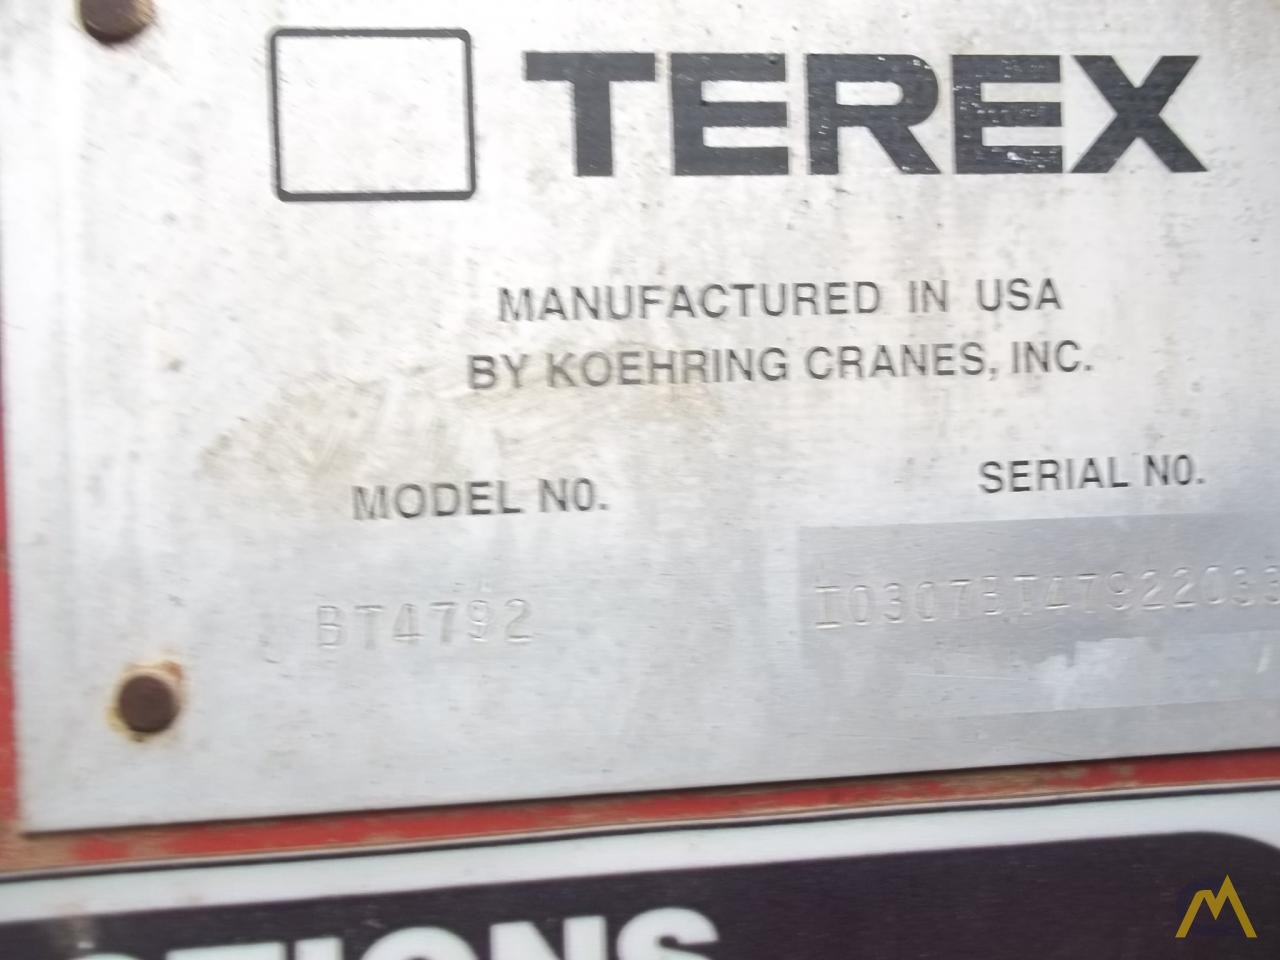 TEREX
MANUFACTURED IN USA
BY KOEHRING CRANES, INC.
MODEL NO.
SERIAL NO.
BT4792